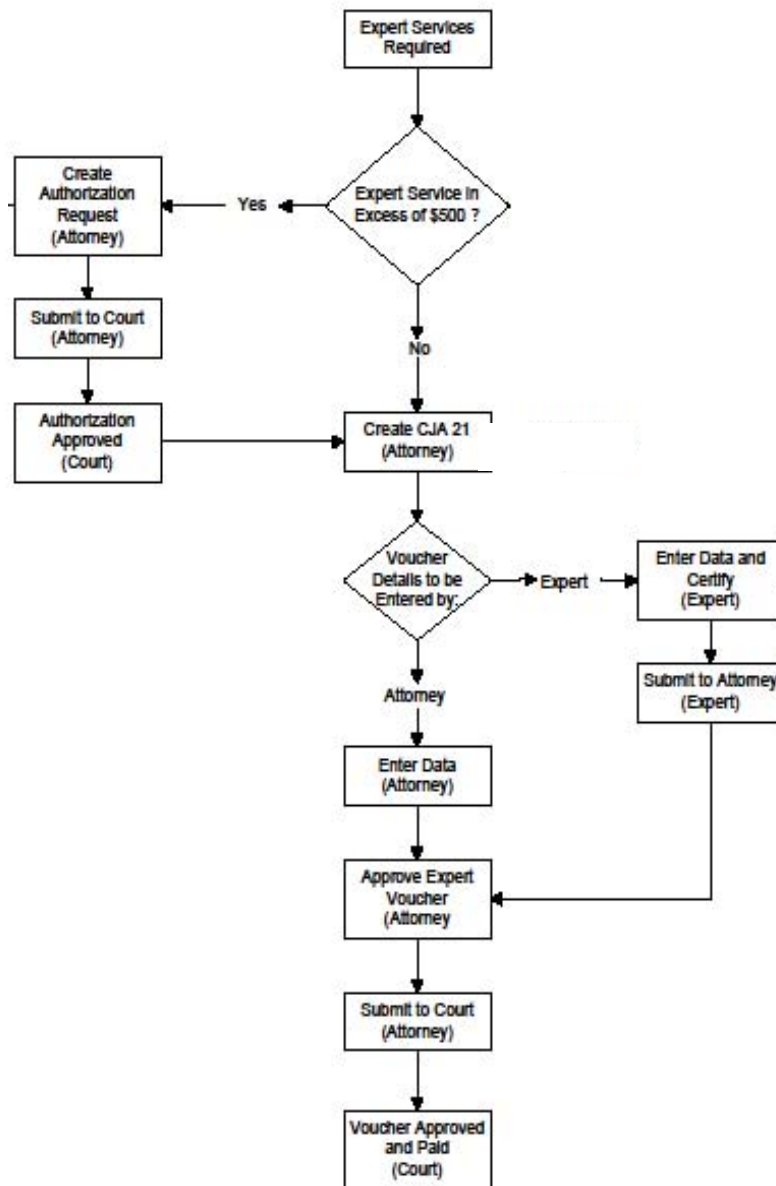 Expert Services
Required
Expert Service in
Excess of $500 ?
Yes
No
Create
Authorization
Request
(Attorney)
Submit to Court
(Attorney)
Authorization
Approved
(Court)
Create CJA 21
(Attorney)
Voucher
Details to be
Entered by:
Expert
Enter Data and
Certify
(Expert)
Submit to Attorney
(Expert)
Attorney
Enter Data
(Attorney)
Approve Expert
Voucher
(Attorney
Submit to Court
(Attorney)
Voucher Approved
and Paid
(Court)